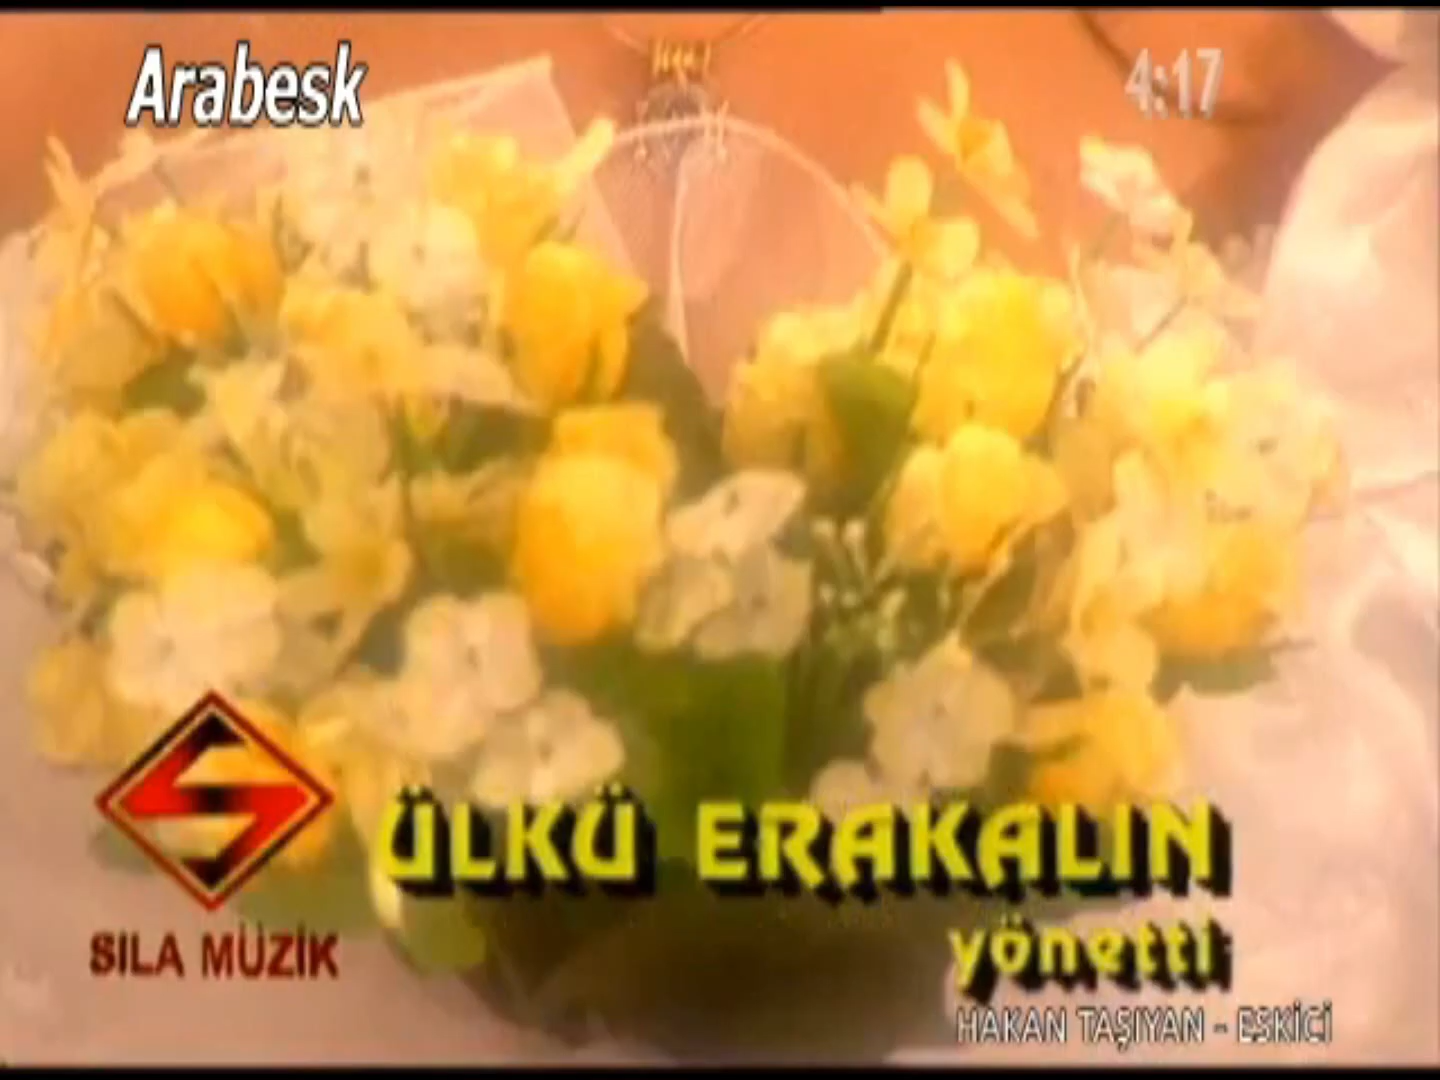 Arabesk
4:17
ÜLKÜ ERAKALIN
yönetti
SILA MÜZİK
HAKAN TAŞIYAN - ESKİCİ